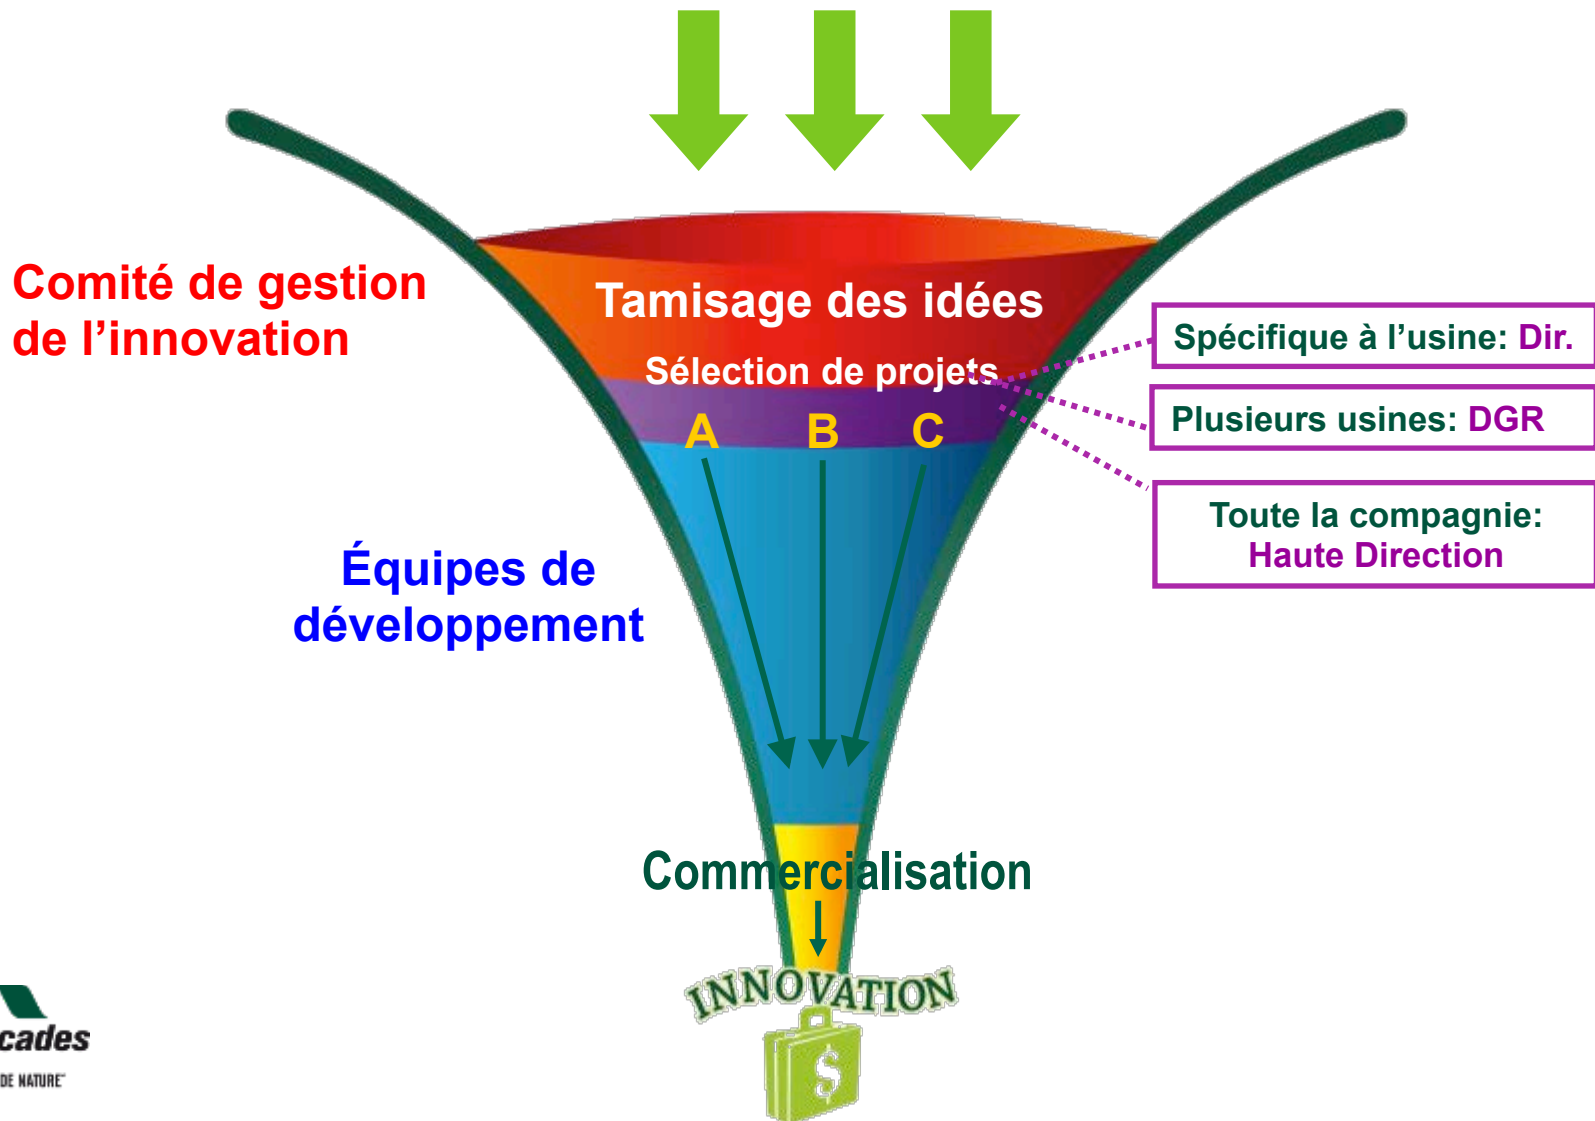 Comité de gestion
de l’innovation
Tamisage des idées
Sélection de projets
A B C
Spécifique à l’usine: Dir.
Plusieurs usines: DGR
Toute la compagnie:
Haute Direction
Équipes de
développement
Commercialisation
INNOVATION
$
cades
DE NATURE